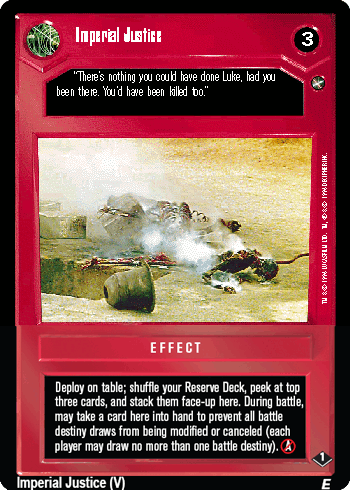 Imperial Justice
3
"There's nothing you could have done Luke, had you
been there. You'd have been killed too."
EFFECT
Deploy on table; shuffle your Reserve Deck, peek at top
three cards, and stack them face-up here. During battle,
may take a card here into hand to prevent all battle
destiny draws from being modified or canceled (each
player may draw no more than one battle destiny). A
1
Imperial Justice (V)
E